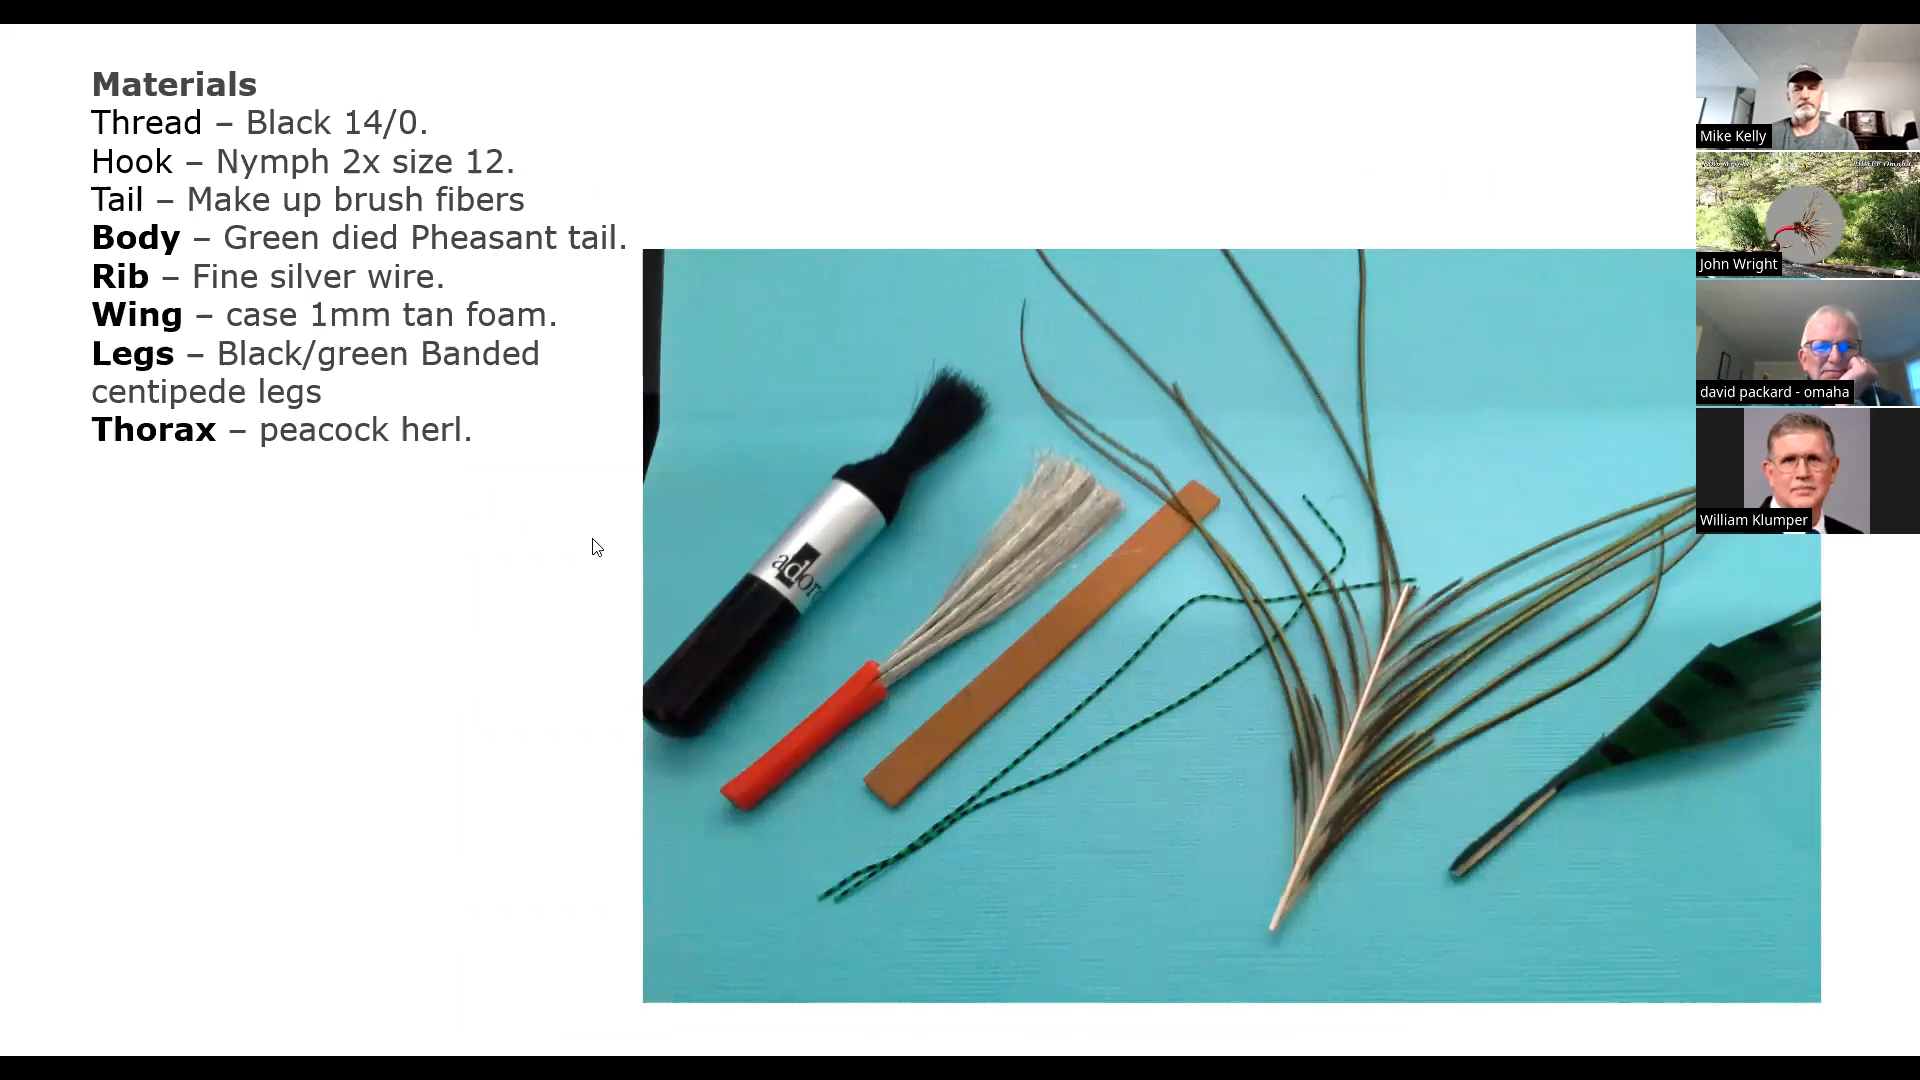 Materials
Thread – Black 14/0.
Hook – Nymph 2x size 12.
Tail – Make up brush fibers
Body – Green died Pheasant tail.
Rib – Fine silver wire.
Wing – case 1mm tan foam.
Legs – Black/green Banded
centipede legs
Thorax – peacock herl.
ador
Mike Kelly
John Wright
david packard - omaha
William Klumper